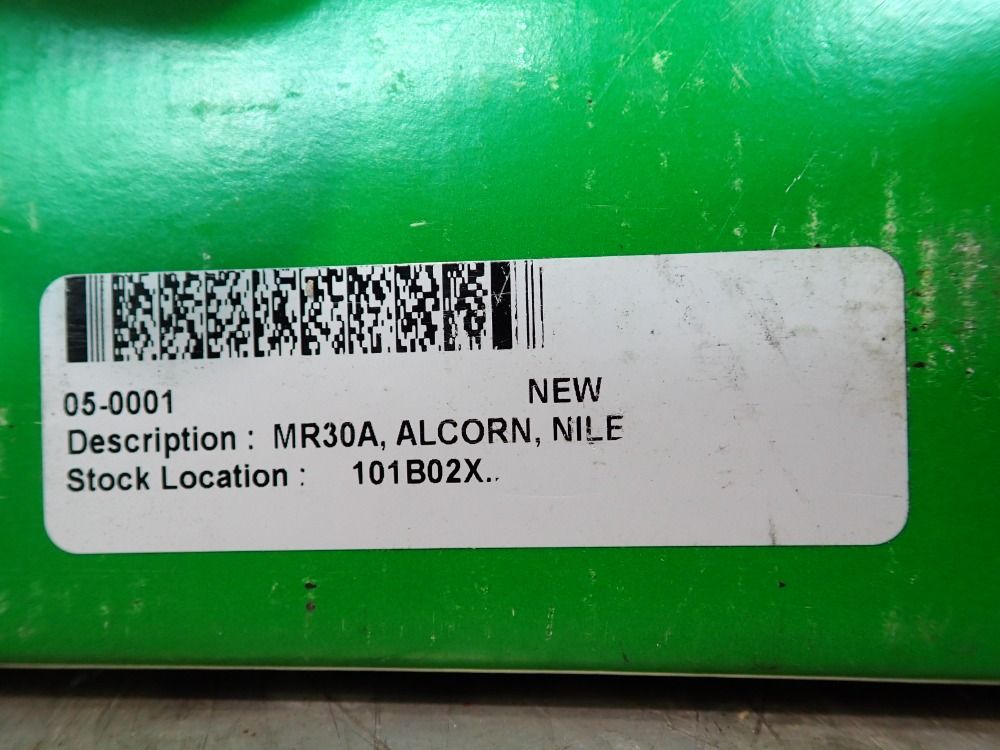 05-0001 NEW
Description : MR30A, ALCORN, NILE
Stock Location : 101B02X..